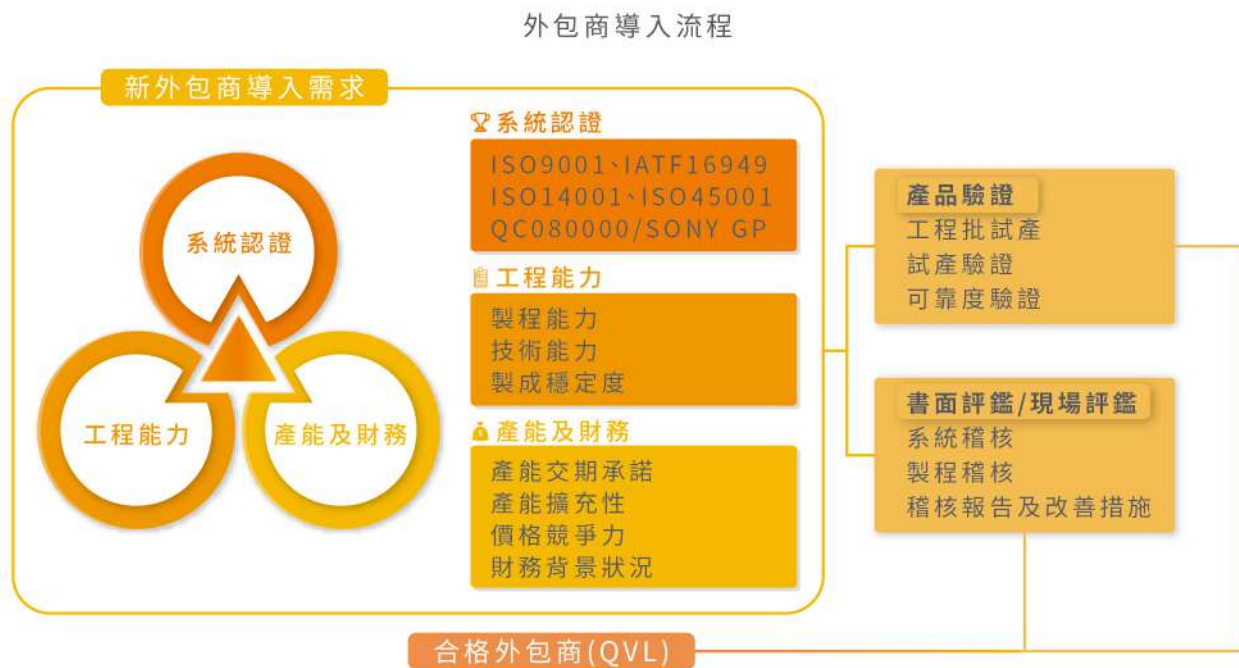 外包商導入流程
新外包商導入需求
系統認證
工程能力
產能及財務
系統認證
ISO9001、IATF16949
ISO14001、ISO45001
QC080000/SONY GP
工程能力
製程能力
技術能力
製成穩定度
產能及財務
產能交期承諾
產能擴充性
價格競爭力
財務背景狀況
產品驗證
工程批試產
試產驗證
可靠度驗證
書面評鑑/現場評鑑
系統稽核
製程稽核
稽核報告及改善措施
合格外包商(QVL)